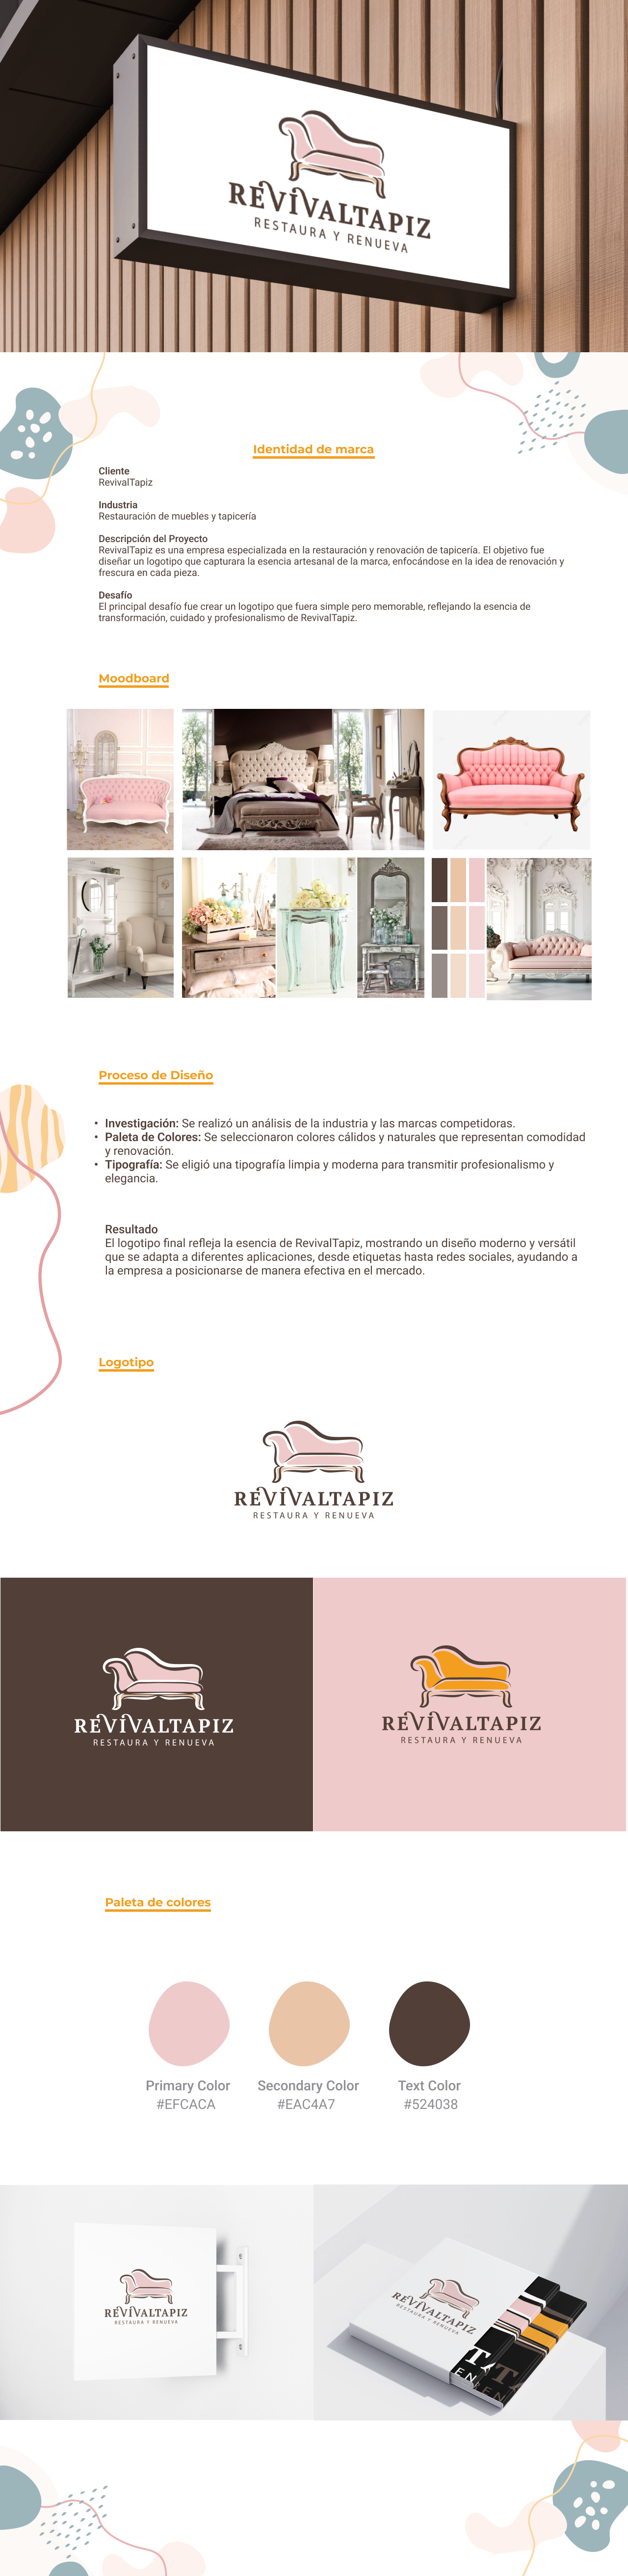 REVIVALTAPIZ
RESTAURA Y RENUEVA
Identidad de marca
Cliente
RevivalTapiz
Industria
Restauración de muebles y tapicería
Descripción del Proyecto
RevivalTapiz es una empresa especializada en la restauración y renovación de tapicería. El objetivo fue
diseñar un logotipo que capturara la esencia artesanal de la marca, enfocándose en la idea de renovación y
frescura en cada pieza.
Desafío
El principal desafío fue crear un logotipo que fuera simple pero memorable, reflejando la esencia de
transformación, cuidado y profesionalismo de RevivalTapiz.
Moodboard
Proceso de Diseño
• Investigación: Se realizó un análisis de la industria y las marcas competidoras.
• Paleta de Colores: Se seleccionaron colores cálidos y naturales que representan comodidad
y renovación.
• Tipografía: Se eligió una tipografía limpia y moderna para transmitir profesionalismo y
elegancia.
Resultado
El logotipo final refleja la esencia de RevivalTapiz, mostrando un diseño moderno y versátil
que se adapta a diferentes aplicaciones, desde etiquetas hasta redes sociales, ayudando a
la empresa a posicionarse de manera efectiva en el mercado.
Logotipo
REVIVALTAPIZ
RESTAURA Y RENUEVA
REVIVALTAPIZ
RESTAURA Y RENUEVA
REVIVALTAPIZ
RESTAURA Y RENUEVA
Paleta de colores
Primary Color
#EFCACA
Secondary Color
#EAC4A7
Text Color
#524038
REVIVALTAPIZ
RESTAURA Y RENUEVA
REVIVALTAPIZ
RESTAURA Y RENUEVA